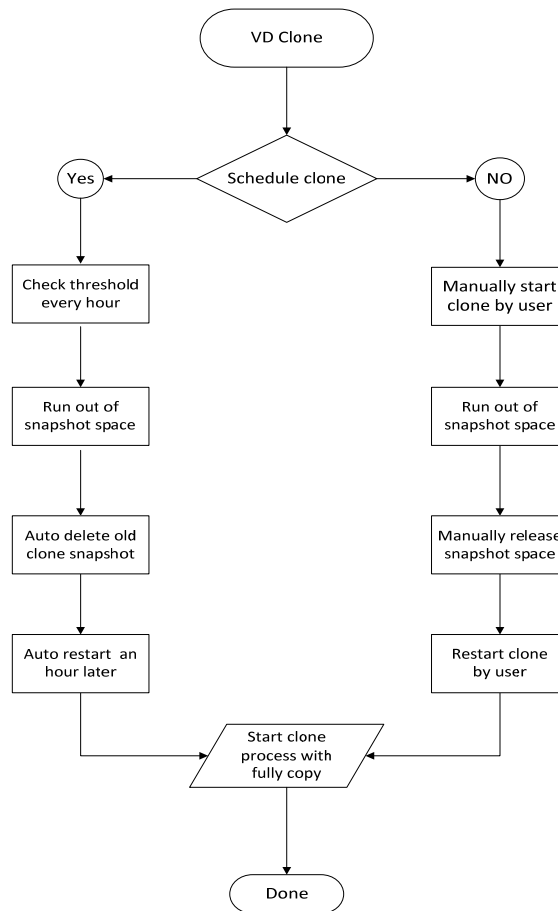 VD Clone
Schedule clone
Yes
NO
Check threshold
every hour
Manually start
clone by user
Run out of
snapshot space
Run out of
snapshot space
Auto delete old
clone snapshot
Manually release
snapshot space
Auto restart an
hour later
Restart clone
by user
Start clone
process with
fully copy
Done